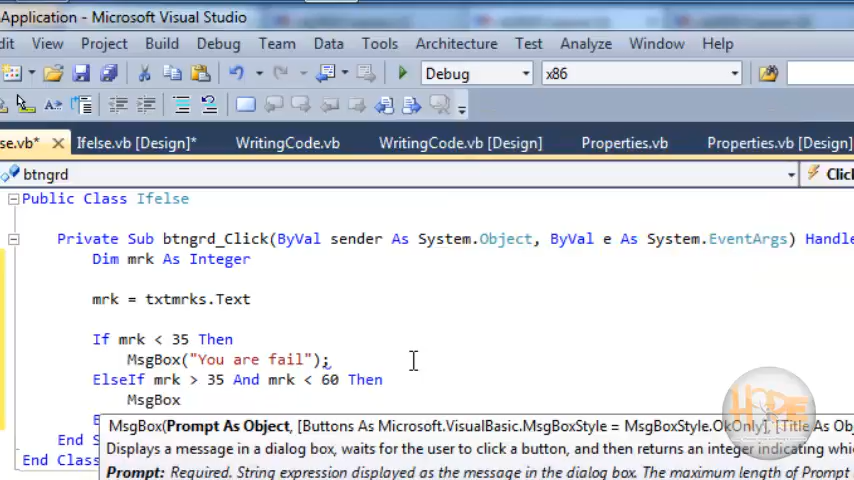 Application - Microsoft Visual Studio
dit View Project Build Debug Team Data Tools Architecture Test Analyze Window Help
Debug x86
se.vb* Ifelse.vb [Design]* WritingCode.vb WritingCode.vb [Design] Properties.vb Properties.vb [Design]
btngrd Click
Public Class Ifelse
Private Sub btngrd_Click(ByVal sender As System.Object, ByVal e As System.EventArgs) Handle
Dim mrk As Integer
mrk = txtmrks.Text
If mrk < 35 Then
MsgBox("You are fail");
ElseIf mrk > 35 And mrk < 60 Then
MsgBox
E
MsgBox(Prompt As Object, [Buttons As Microsoft.VisualBasic.MsgBoxStyle = MsgBoxStyle.OkOnly], [Title As Ob
End S
Displays a message in a dialog box, waits for the user to click a button, and then returns an integer indicating whic
End Class
Prompt: Required. String expression displayed as the message in the dialog box. The maximum length of Prompt
HOPE